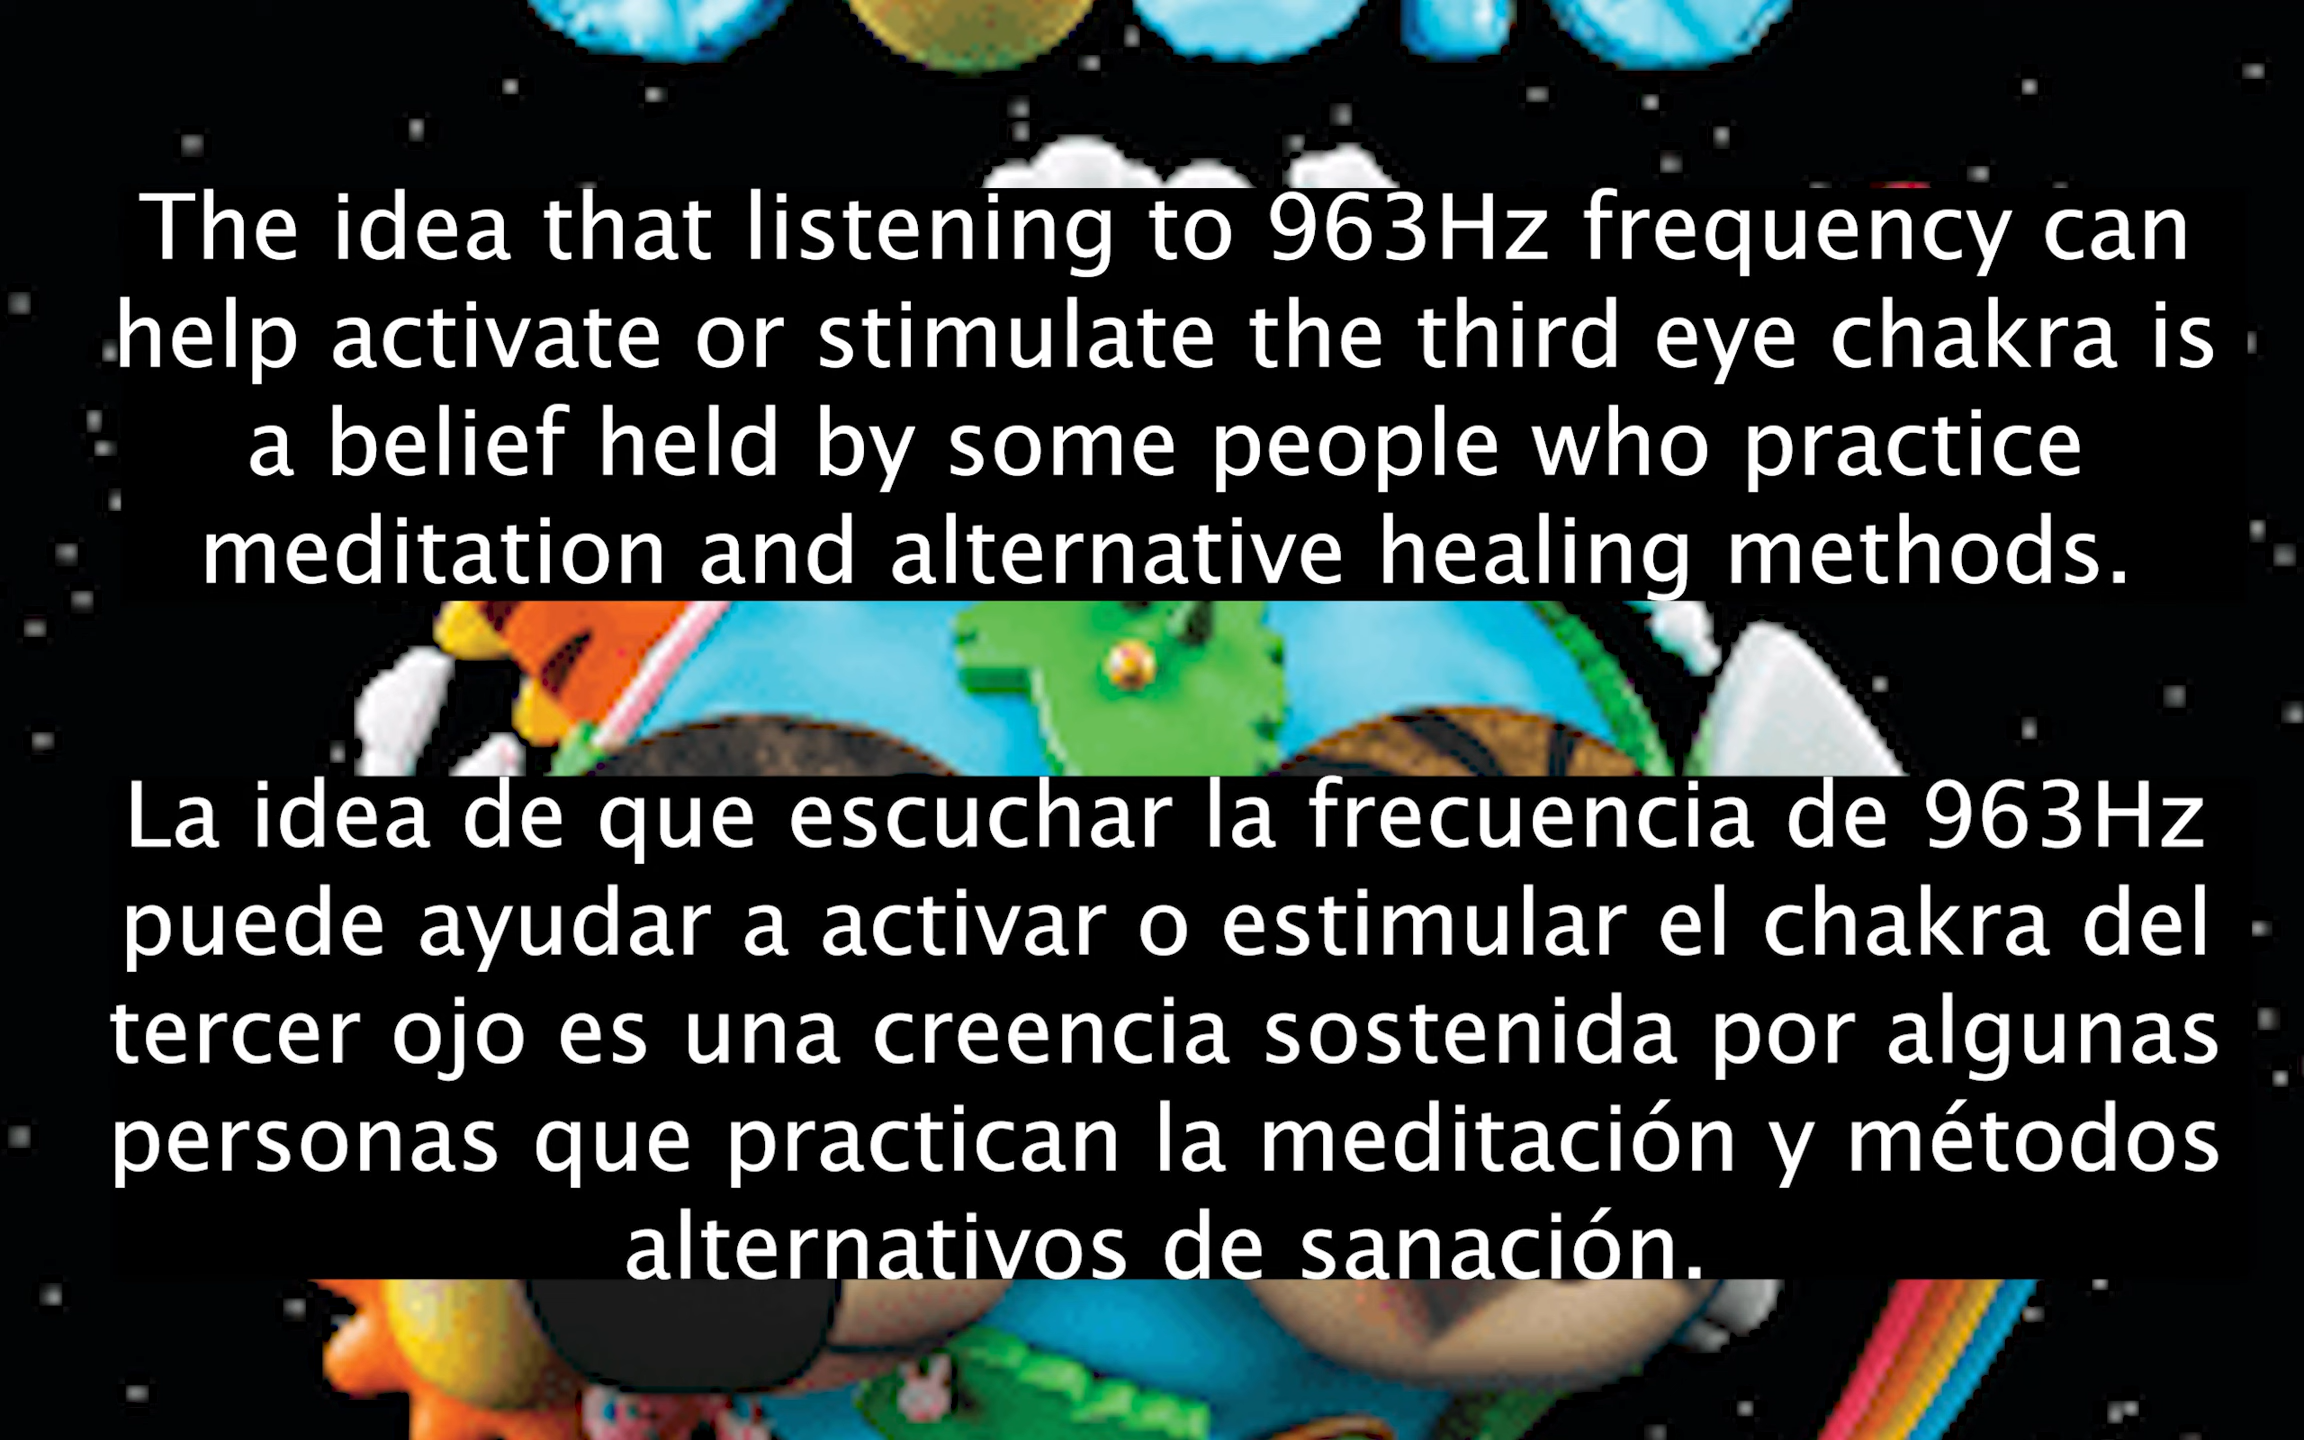 The idea that listening to 963Hz frequency can
help activate or stimulate the third eye chakra is
a belief held by some people who practice
meditation and alternative healing methods.
La idea de que escuchar la frecuencia de 963Hz
puede ayudar a activar o estimular el chakra del
tercer ojo es una creencia sostenida por algunas
personas que practican la meditación y métodos
alternativos de sanación.